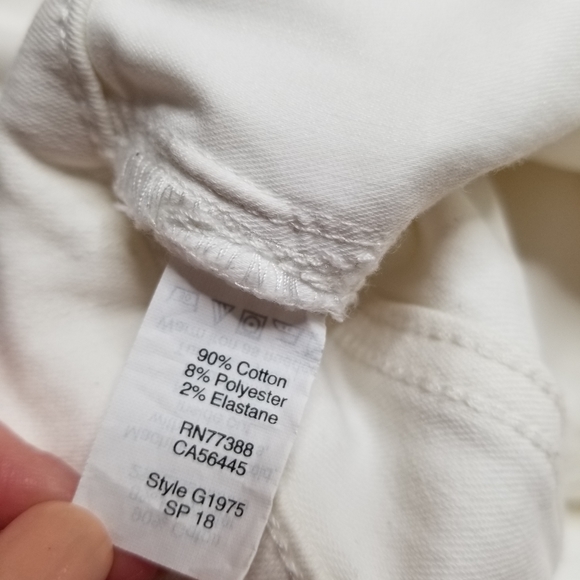 90% Cotton
8% Polyester
2% Elastane
RN77388
CA56445
Style G1975
SP 18